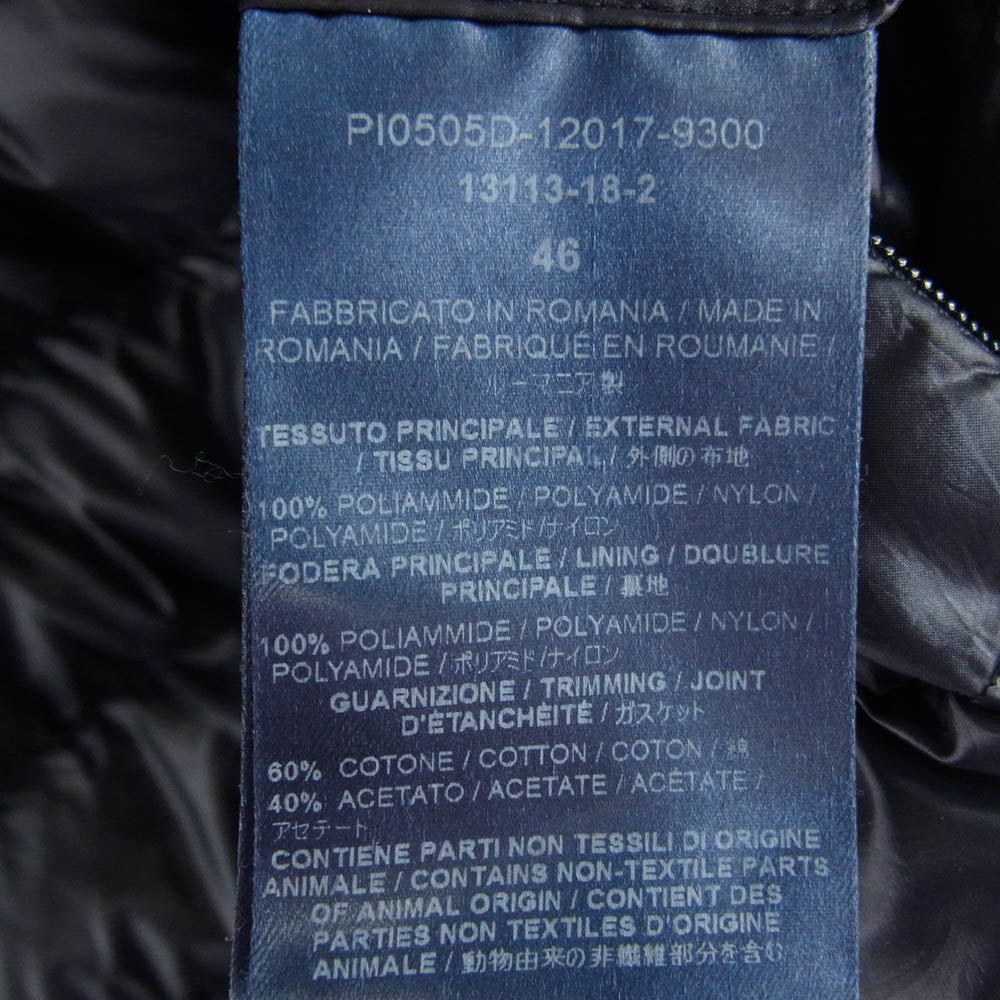 PI0505D-12017-9300
13113-18-2
46
FABBRICATO IN ROMANIA / MADE IN
ROMANIA / FABRIQUÉ EN ROUMANIE /
ルーマニア製
TESSUTO PRINCIPALE / EXTERNAL FABRIC
/ TISSU PRINCIPAL / 外側の布地
100% POLIAMMIDE / POLYAMIDE / NYLON /
POLYAMIDE / ポリアミド/ナイロン
FODERA PRINCIPALE / LINING / DOUBLURE
PRINCIPALE / 裏地
100% POLIAMMIDE / POLYAMIDE / NYLON /
POLYAMIDE / ポリアミド/ナイロン
GUARNIZIONE / TRIMMING / JOINT
D'ÉTANCHÉITÉ / ガスケット
60% COTONE / COTTON / COTON / 綿
40% ACETATO / ACETATE / ACÉTATE /
アセテート
CONTIENE PARTI NON TESSILI DI ORIGINE
ANIMALE / CONTAINS NON-TEXTILE PARTS
OF ANIMAL ORIGIN / CONTIENT DES
PARTIES NON TEXTILES D'ORIGINE
ANIMALE / 動物由来の非繊維部分を含む